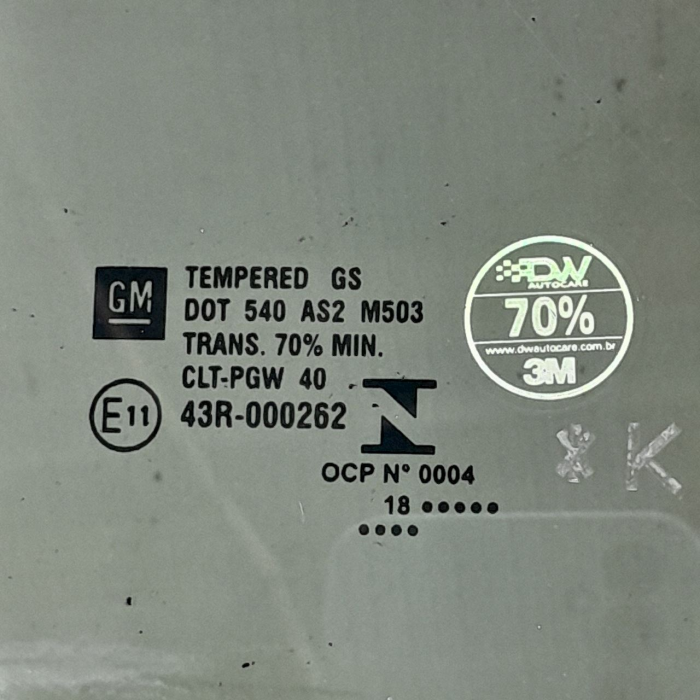 GM
TEMPERED GS
DOT 540 AS2 M503
TRANS. 70% MIN.
CLT-PGW 40
E11
43R-000262
OCP N° 0004
18 •••••
••••
DW
AUTOCARE
70%
www.dwautocare.com.br
3M
K